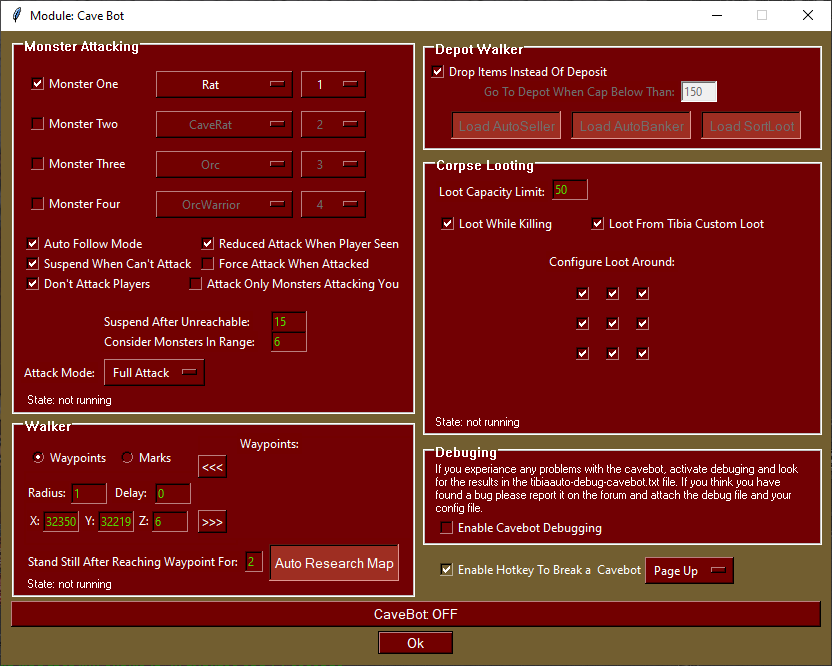 Module: Cave Bot
Monster Attacking
Monster One Rat 1
Monster Two CaveRat 2
Monster Three Orc 3
Monster Four OrcWarrior 4
Auto Follow Mode Reduced Attack When Player Seen
Suspend When Can't Attack Force Attack When Attacked
Don't Attack Players Attack Only Monsters Attacking You
Suspend After Unreachable: 15
Consider Monsters In Range: 6
Attack Mode: Full Attack
State: not running
Walker
Waypoints Marks Waypoints:
<<<
Radius: 1 Delay: 0
X: 32350 Y: 32219 Z: 6 >>>
Stand Still After Reaching Waypoint For: 2 Auto Research Map
State: not running
Depot Walker
Drop Items Instead Of Deposit
Go To Depot When Cap Below Than: 150
Load AutoSeller Load AutoBanker Load SortLoot
Corpse Looting
Loot Capacity Limit: 50
Loot While Killing Loot From Tibia Custom Loot
Configure Loot Around:
State: not running
Debuging
If you experiance any problems with the cavebot, activate debuging and look
for the results in the tibiaauto-debug-cavebot.txt file. If you think you have
found a bug please report it on the forum and attach the debug file and your
config file.
Enable Cavebot Debugging
Enable Hotkey To Break a Cavebot Page Up
CaveBot: OFF
Ok